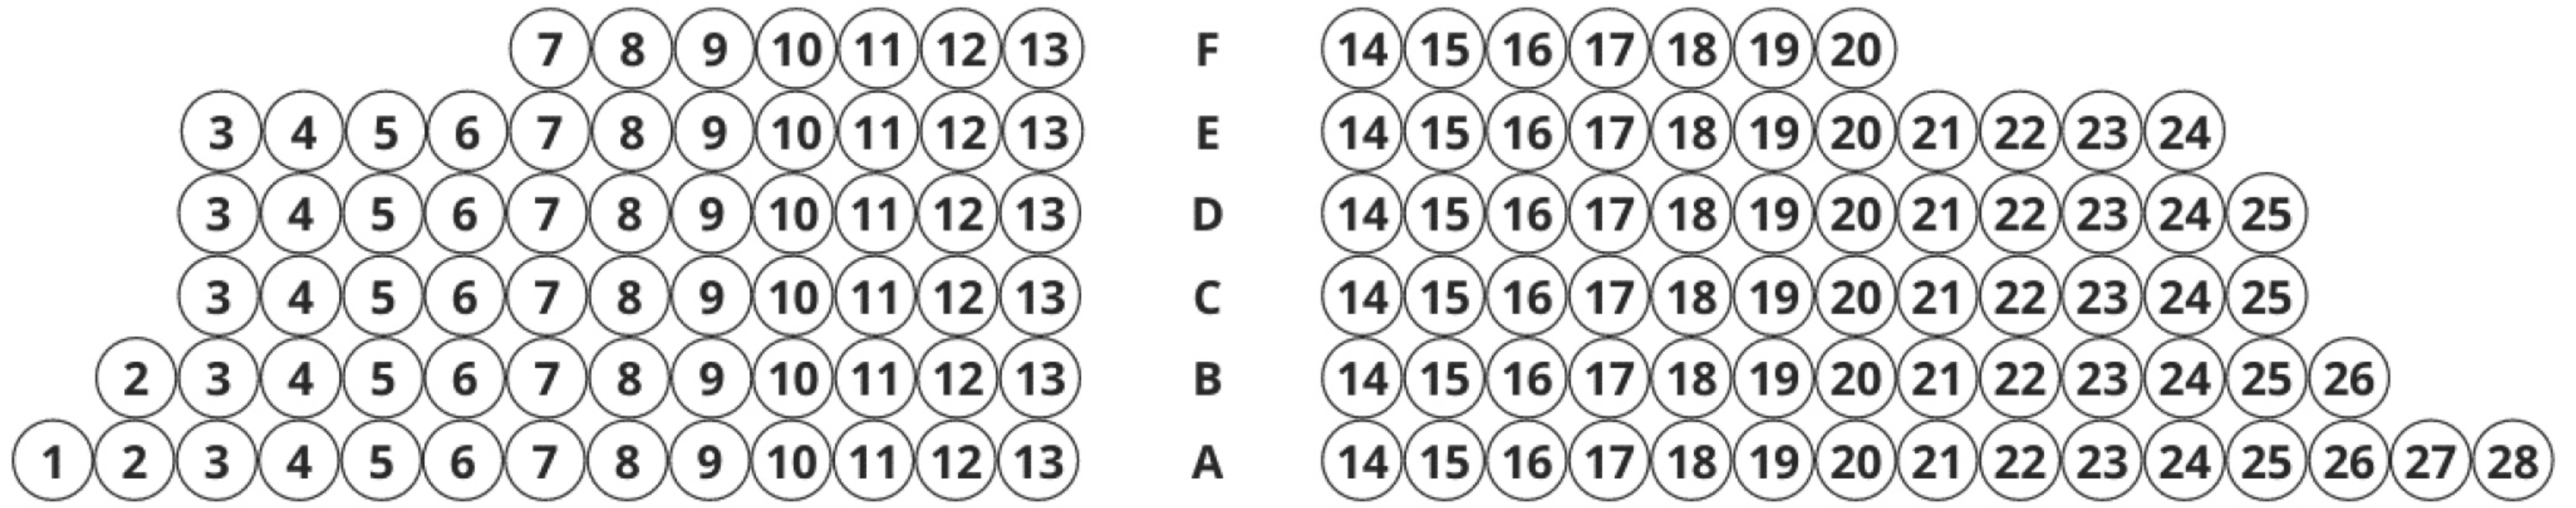 7 8 9 10 11 12 13 F 14 15 16 17 18 19 20
3 4 5 6 7 8 9 10 11 12 13 E 14 15 16 17 18 19 20 21 22 23 24
3 4 5 6 7 8 9 10 11 12 13 D 14 15 16 17 18 19 20 21 22 23 24 25
3 4 5 6 7 8 9 10 11 12 13 C 14 15 16 17 18 19 20 21 22 23 24 25
2 3 4 5 6 7 8 9 10 11 12 13 B 14 15 16 17 18 19 20 21 22 23 24 25 26
1 2 3 4 5 6 7 8 9 10 11 12 13 A 14 15 16 17 18 19 20 21 22 23 24 25 26 27 28